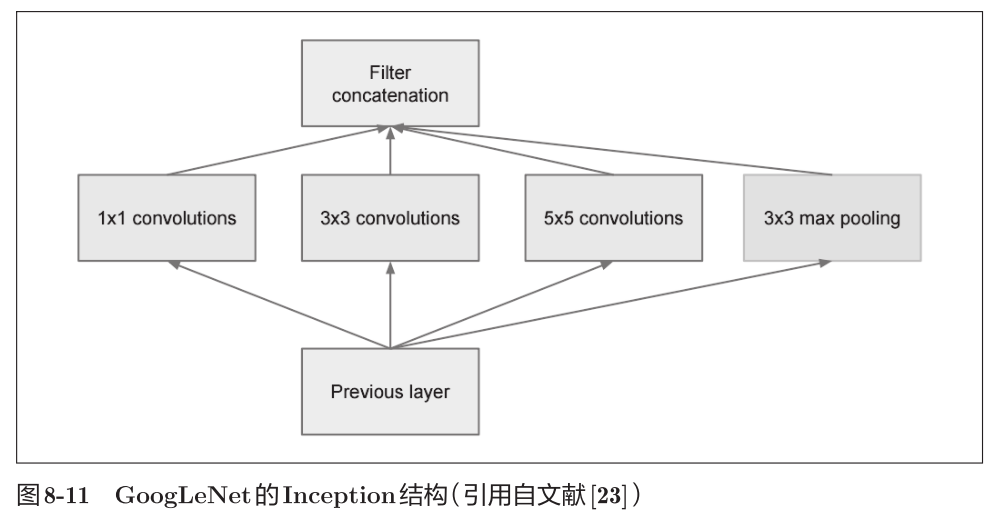 Filter
concatenation
1x1 convolutions
3x3 convolutions
5x5 convolutions
3x3 max pooling
Previous layer
图8-11 GoogLeNet的Inception结构（引用自文献[23]）